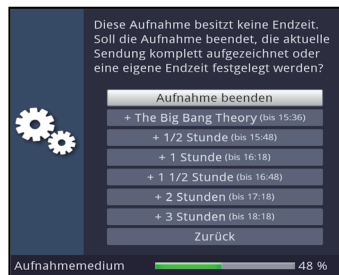 Diese Aufnahme besitzt keine Endzeit.
Soll die Aufnahme beendet, die aktuelle
Sendung komplett aufgezeichnet oder
eine eigene Endzeit festgelegt werden?
Aufnahme beenden
+ The Big Bang Theory (bis 15:36)
+ 1/2 Stunde (bis 15:48)
+ 1 Stunde (bis 16:18)
+ 1 1/2 Stunde (bis 16:48)
+ 2 Stunden (bis 17:18)
+ 3 Stunden (bis 18:18)
Zurück
Aufnahmemedium 48 %